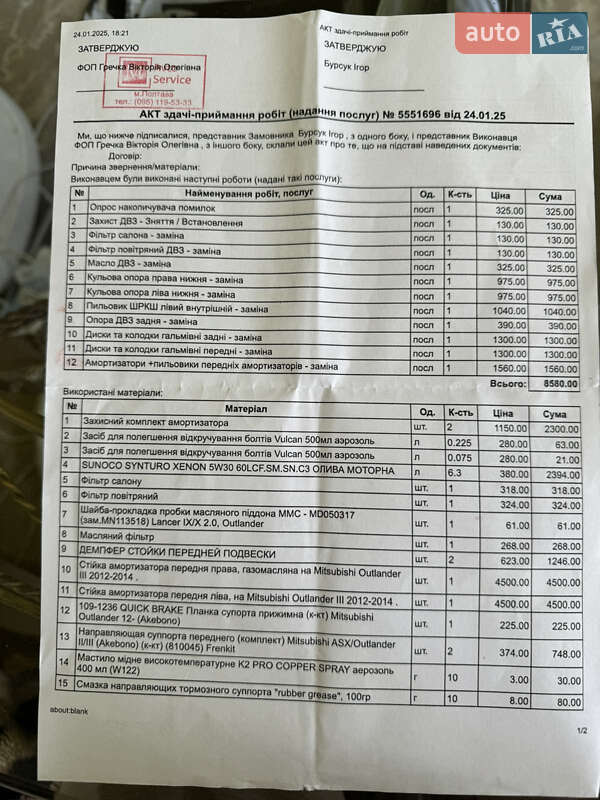 24.01.2025, 18:21
АКТ здачі-приймання робіт
auto RIA.com
ЗАТВЕРДЖУЮ ЗАТВЕРДЖУЮ
ФОП Гречка Вікторія Олегівна Бурсук Ігор
Service
м.Полтава
тел.: (095) 119-53-33
АКТ здачі-приймання робіт (надання послуг) № 5551696 від 24.01.25
Ми, що нижче підписалися, представник Замовника Бурсук Ігор , з одного боку, і представник Виконавця
ФОП Гречка Вікторія Олегівна , з іншого боку, склали цей акт про те, що на підставі наведених документів:
Договір:
Причина звернення/матеріали:
Виконавцем були виконані наступні роботи (надані такі послуги):
№ Найменування робіт, послуг Од. К-сть Ціна Сума
1 Опрос накопичувача помилок посл 1 325.00 325.00
2 Захист ДВЗ - Зняття / Встановлення посл 1 130.00 130.00
3 Фільтр салона - заміна посл 1 130.00 130.00
4 Фільтр повітряний ДВЗ - заміна посл 1 130.00 130.00
5 Масло ДВЗ - заміна посл 1 325.00 325.00
6 Кульова опора права нижня - заміна посл 1 975.00 975.00
7 Кульова опора ліва нижня - заміна посл 1 975.00 975.00
8 Пильовик ШРКШ лівий внутрішній - заміна посл 1 1040.00 1040.00
9 Опора ДВЗ задня - заміна посл 1 390.00 390.00
10 Диски та колодки гальмівні задні - заміна посл 1 1300.00 1300.00
11 Диски та колодки гальмівні передні - заміна посл 1 1300.00 1300.00
12 Амортизатори +пильовики передніх амортизаторів - заміна посл 1 1560.00 1560.00
Всього: 8580.00
Використані матеріали:
№ Матеріал Од. К-сть Ціна Сума
1 Захисний комплект амортизатора шт. 2 1150.00 2300.00
2 Засіб для полегшення відкручування болтів Vulcan 500мл аэрозоль л 0.225 280.00 63.00
3 Засіб для полегшення відкручування болтів Vulcan 500мл аэрозоль л 0.075 280.00 21.00
4 SUNOCO SYNTURO XENON 5W30 60LCF.SM.SN.C3 ОЛИВА МОТОРНА л 6.3 380.00 2394.00
5 Фільтр салону шт. 1 318.00 318.00
6 Фільтр повітряний шт. 1 324.00 324.00
7 Шайба-прокладка пробки масляного піддона MMC - MD050317
(зам.MN113518) Lancer IX/X 2.0, Outlander шт. 1 61.00 61.00
8 Масляний фільтр шт. 1 268.00 268.00
9 ДЕМПФЕР СТОЙКИ ПЕРЕДНЕЙ ПОДВЕСКИ шт. 2 623.00 1246.00
10 Стійка амортизатора передня права, газомасляна на Mitsubishi Outlander
III 2012-2014 . шт. 1 4500.00 4500.00
11 Стійка амортизатора передня ліва, на Mitsubishi Outlander III 2012-2014 . шт. 1 4500.00 4500.00
12 109-1236 QUICK BRAKE Планка супорта прижимна (к-кт) Mitsubishi
Outlander 12- (Akebono) шт. 1 225.00 225.00
13 Направляющая суппорта переднего (комплект) Mitsubishi ASX/Outlander
II/III (Akebono) (к-кт) (810045) Frenkit шт. 2 374.00 748.00
14 Мастило мідне високотемпературне K2 PRO COPPER SPRAY аерозоль
400 мл (W122) г 10 3.00 30.00
15 Смазка направляющих тормозного суппорта "rubber grease", 100гр г 10 8.00 80.00
about:blank
1/2